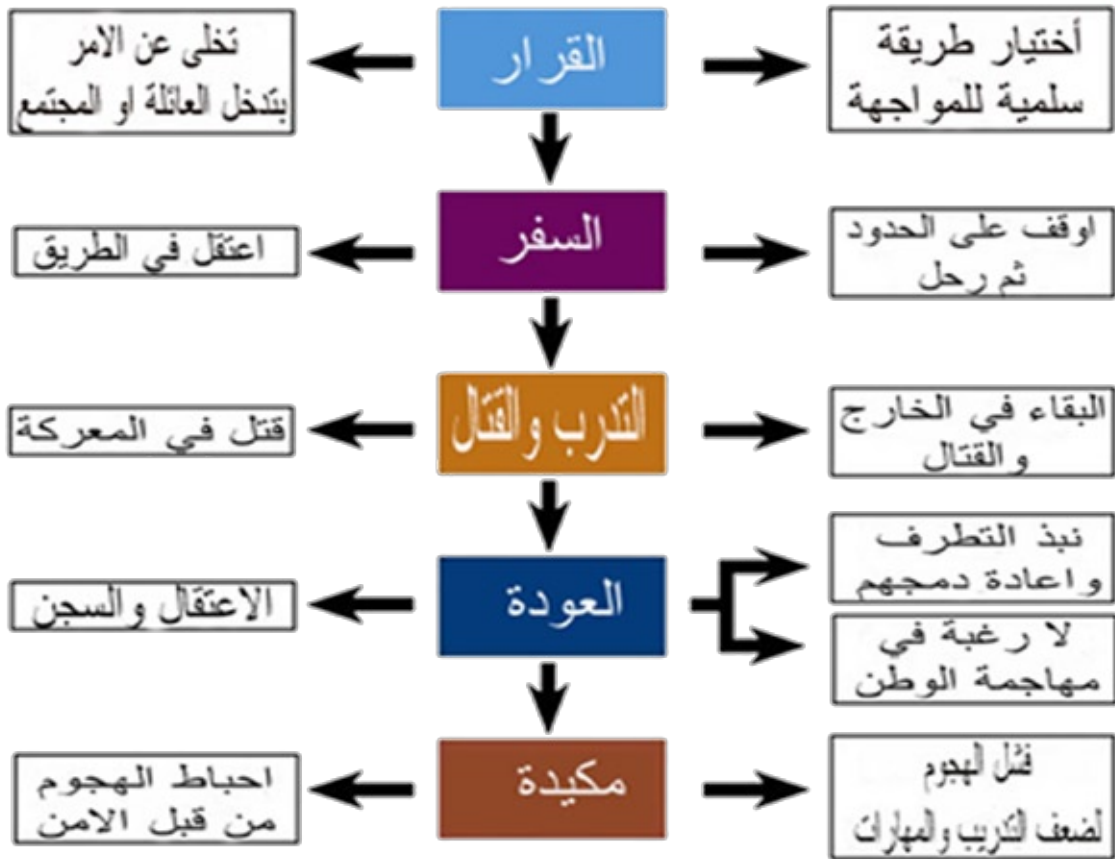 القرار
أختيار طريقة
سلمية للمواجهة
تخلى عن الامر
بتدخل العائلة او المجتمع
السفر
اوقف على الحدود
ثم رحل
اعتقل في الطريق
التدرب والقتال
البقاء في الخارج
والقتال
قتل في المعركة
العودة
نبذ التطرف
واعادة دمجهم
لا رغبة في
مهاجمة الوطن
الاعتقال والسجن
مكيدة
فشل الهجوم
لضعف التدريب والمهارات
احباط الهجوم
من قبل الامن